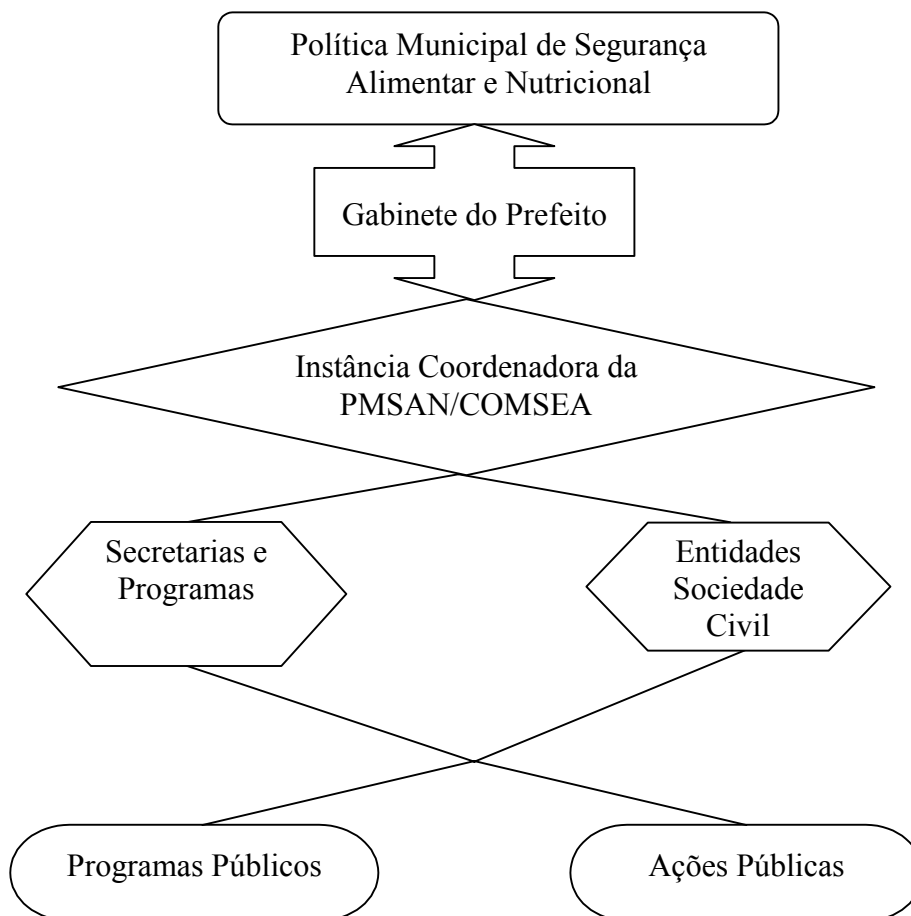 Política Municipal de Segurança
Alimentar e Nutricional
Gabinete do Prefeito
Instância Coordenadora da
PMSAN/COMSEA
Secretarias e
Programas
Entidades
Sociedade
Civil
Programas Públicos
Ações Públicas